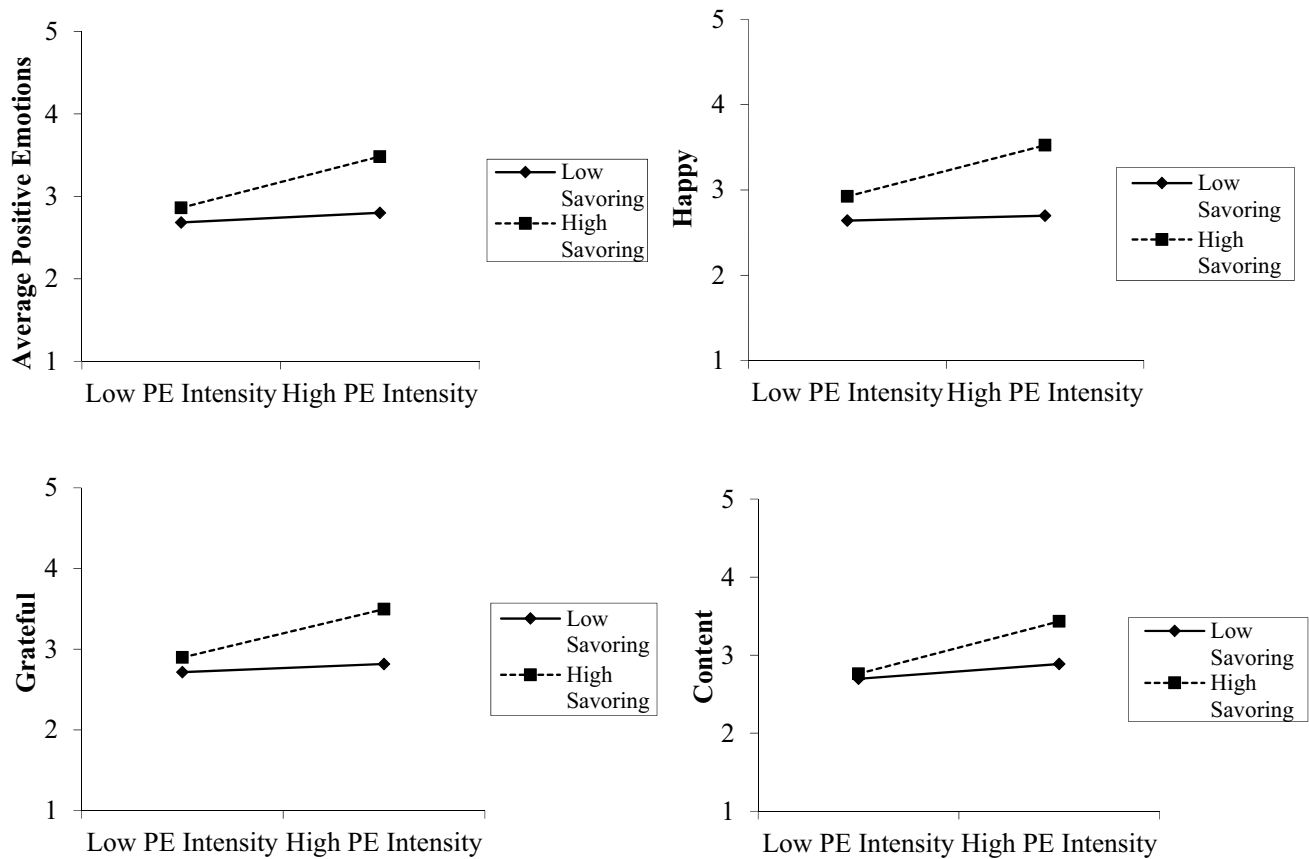 Average Positive Emotions
5
4
3
2
1
Low PE Intensity High PE Intensity
Low
Savoring
High
Savoring
Happy
5
4
3
2
1
Low PE Intensity High PE Intensity
Low
Savoring
High
Savoring
Grateful
5
4
3
2
1
Low PE Intensity High PE Intensity
Low
Savoring
High
Savoring
Content
5
4
3
2
1
Low PE Intensity High PE Intensity
Low
Savoring
High
Savoring